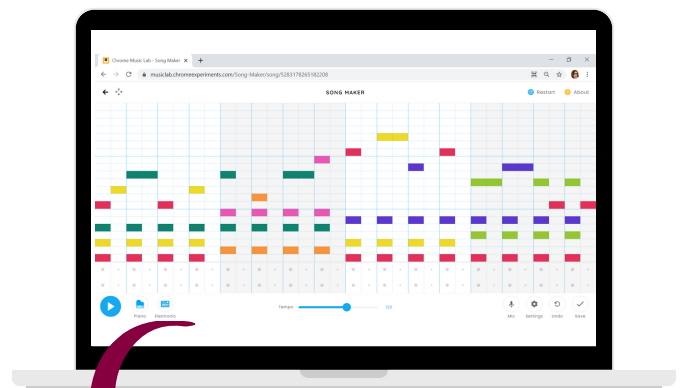 Chrome Music Lab - Song Maker
musiclab.chromeexperiments.com/Song-Maker/song/5283178265182208
SONG MAKER
Restart
About
Piano
Electronic
Tempo
Mic
Settings
Undo
Save